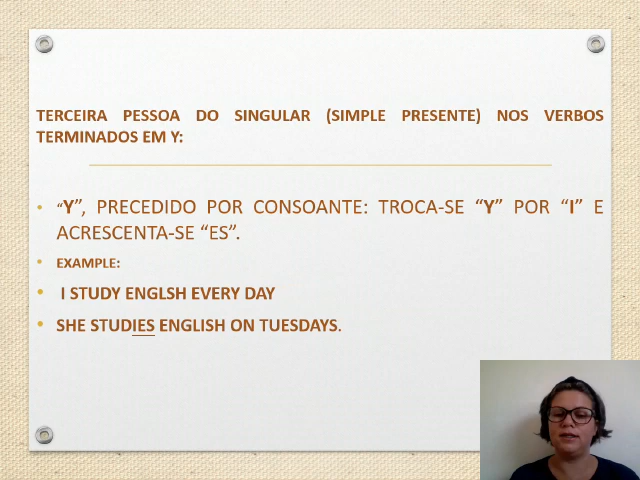 TERCEIRA PESSOA DO SINGULAR (SIMPLE PRESENTE) NOS VERBOS
TERMINADOS EM Y:
• "Y", PRECEDIDO POR CONSOANTE: TROCA-SE "Y" POR "I" E
ACRESCENTA-SE "ES".
• EXAMPLE:
• I STUDY ENGLSH EVERY DAY
• SHE STUDIES ENGLISH ON TUESDAYS.